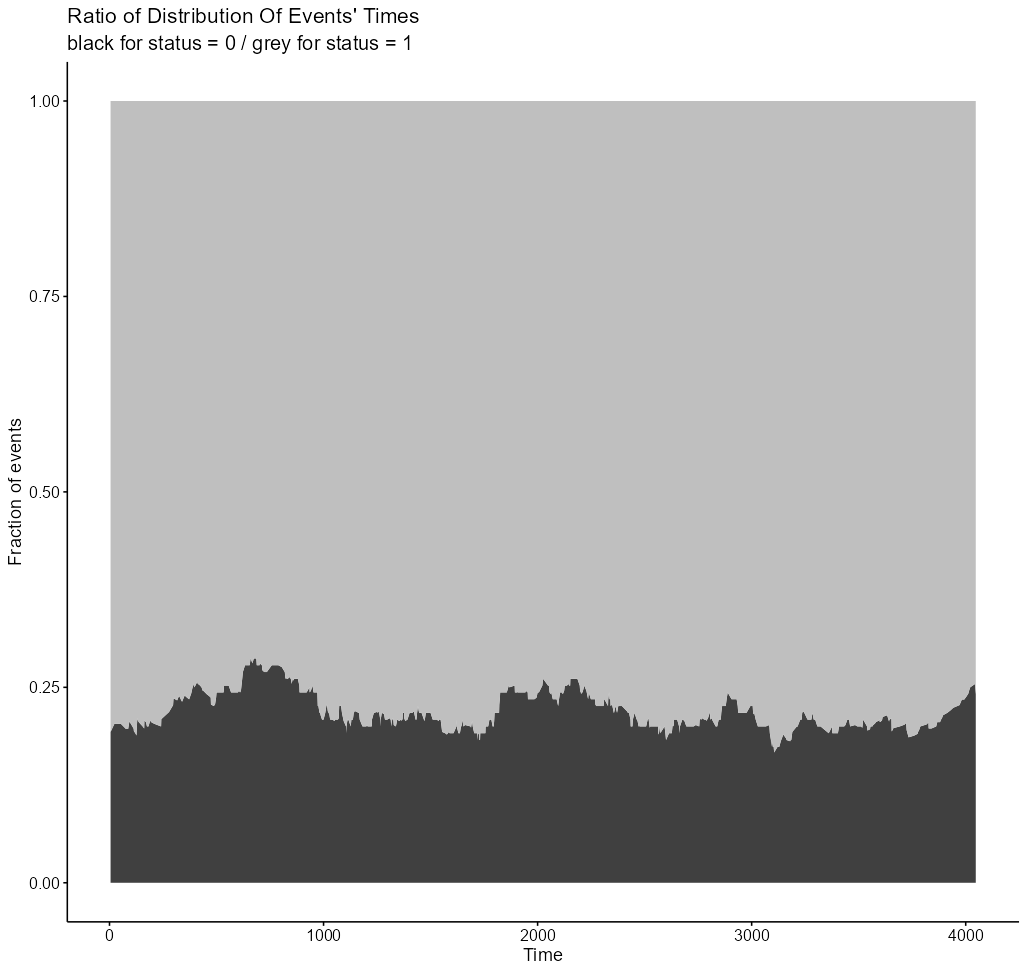 Ratio of Distribution Of Events' Times
black for status = 0 / grey for status = 1
Fraction of events
1.00
0.75
0.50
0.25
0.00
0
1000
2000
3000
4000
Time